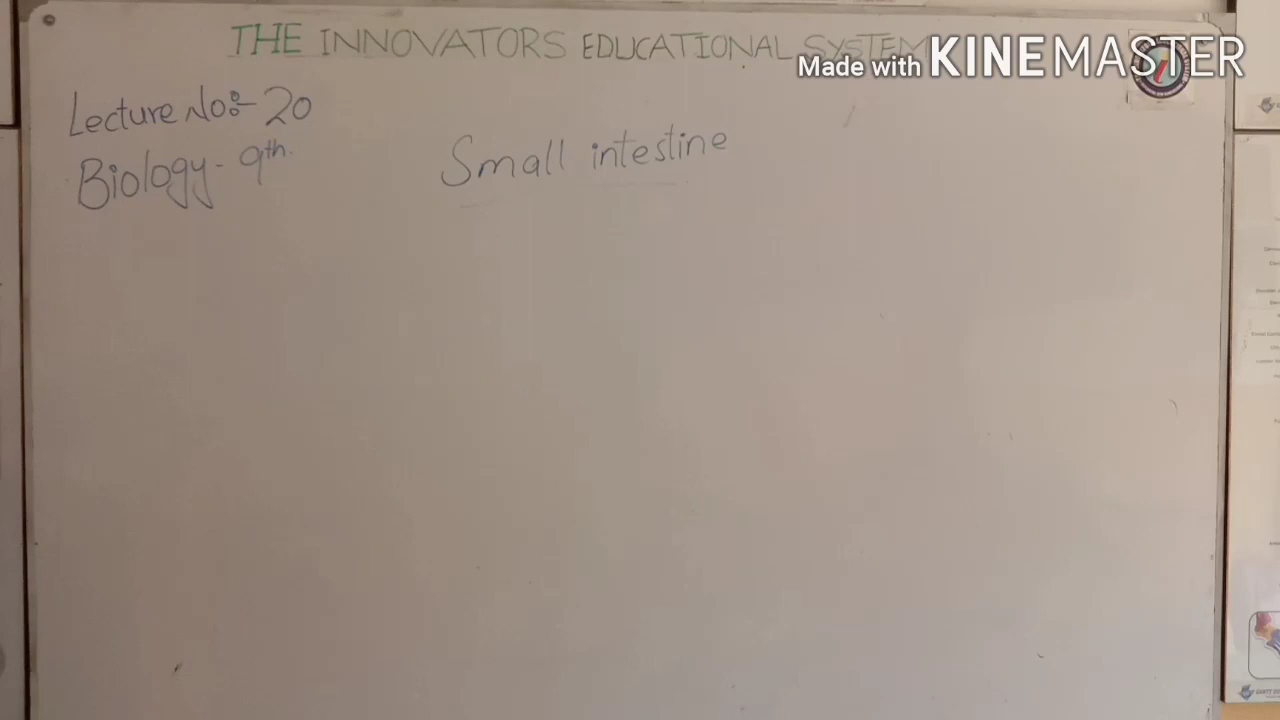 THE INNOVATORS EDUCATIONAL SYSTEM
Made with KINEMASTER
Lecture No:- 20
Biology - 9th.
Small intestine